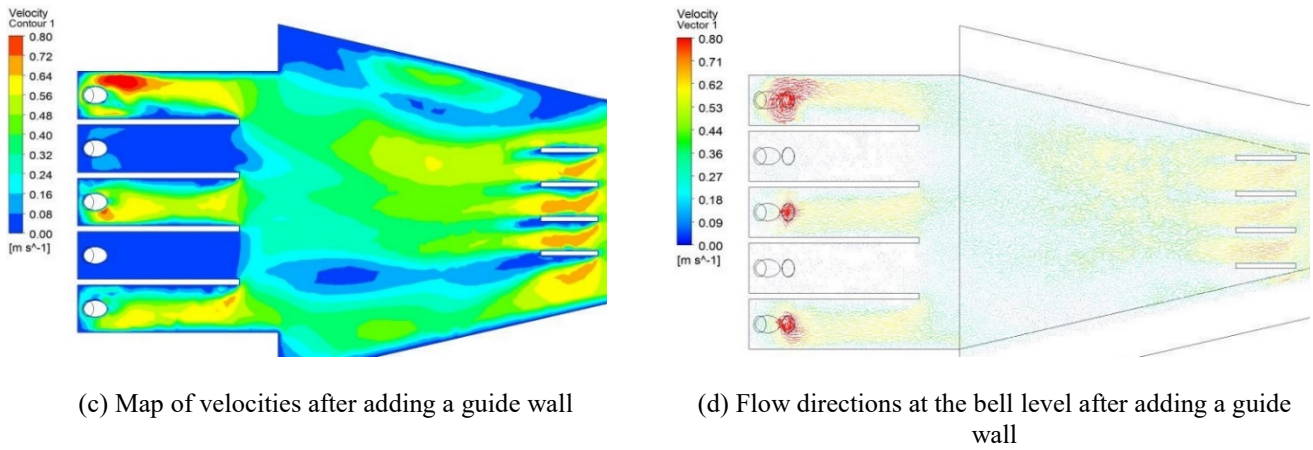 Velocity
Contour 1
0.80
0.72
0.64
0.56
0.48
0.40
0.32
0.24
0.16
0.08
0.00
[m s^-1]
Velocity
Vector 1
0.80
0.71
0.62
0.53
0.44
0.36
0.27
0.18
0.09
0.00
[m s^-1]
(c) Map of velocities after adding a guide wall
(d) Flow directions at the bell level after adding a guide
wall